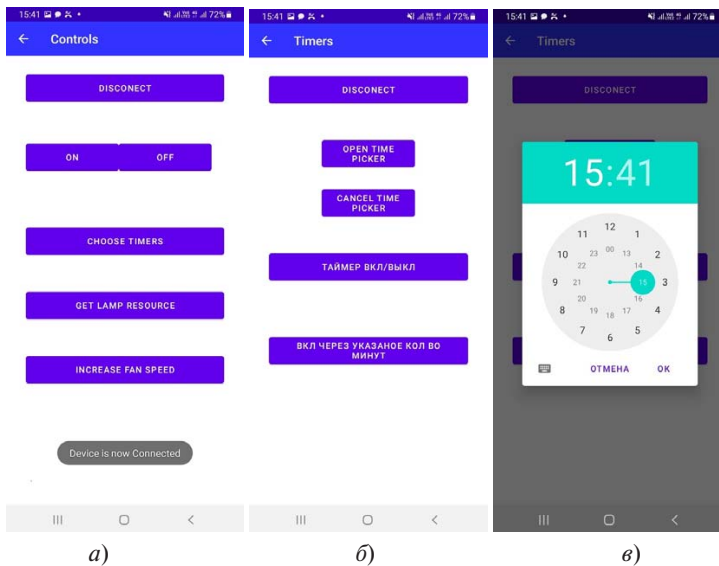 15:41
72%
Controls
DISCONECT
ON
OFF
CHOOSE TIMERS
GET LAMP RESOURCE
INCREASE FAN SPEED
Device is now Connected
а)
15:41
72%
Timers
DISCONECT
OPEN TIME
PICKER
CANCEL TIME
PICKER
ТАЙМЕР ВКЛ/ВЫКЛ
ВКЛ ЧЕРЕЗ УКАЗАНОЕ КОЛ ВО
МИНУТ
б)
15:41
72%
Timers
DISCONECT
15:41
12
11 1
23 00 13
10 2
22 14
9 21 15 3
20 16
8 19 18 17 4
7 6 5
ОТМЕНА OK
в)